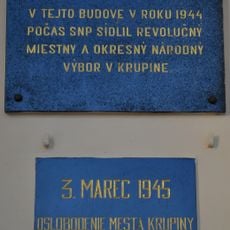 V TEJTO BUDOVE V ROKU 1944
POČAS SNP SÍDLIL REVOLUČNÝ
MIESTNY A OKRESNÝ NÁRODNÝ
VÝBOR V KRUPINE
3. MAREC 1945
OSLOBODENIE MESTA KRUPINY